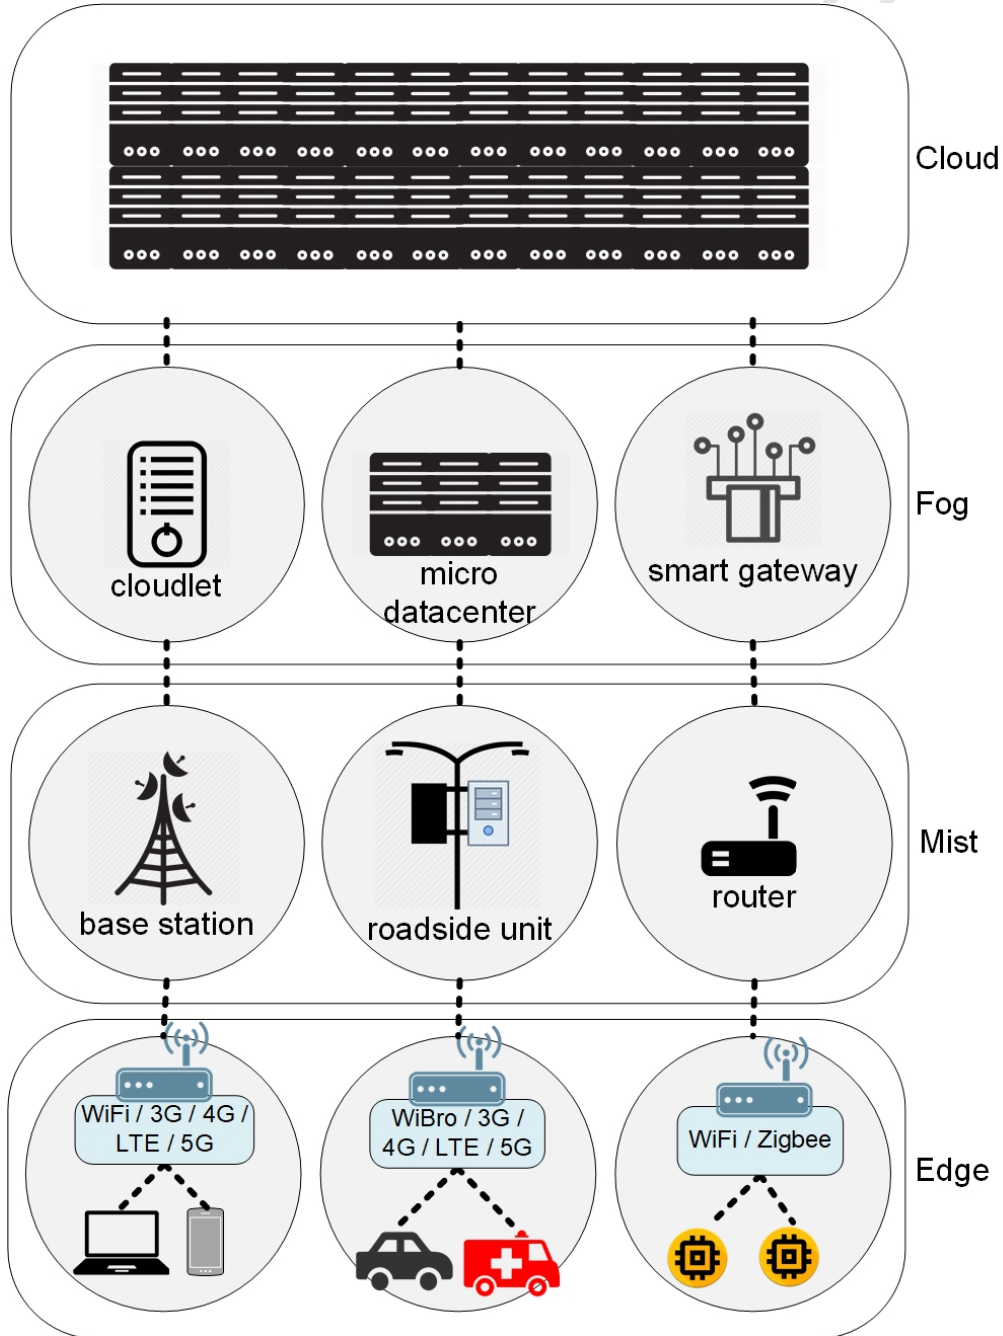 Cloud
cloudlet
micro
datacenter
smart gateway
Fog
base station
roadside unit
router
Mist
WiFi / 3G / 4G /
LTE / 5G
WiBro / 3G /
4G / LTE / 5G
WiFi / Zigbee
Edge